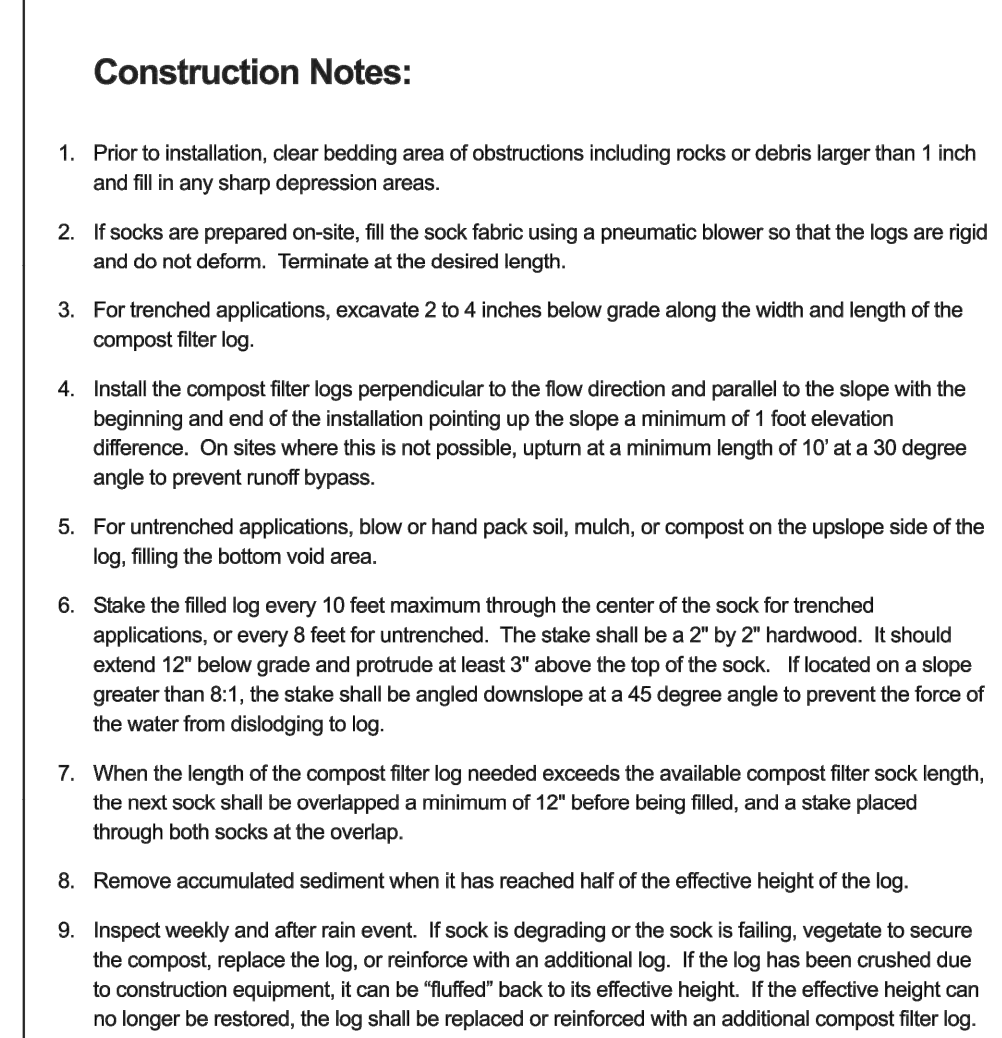 Construction Notes:
1. Prior to installation, clear bedding area of obstructions including rocks or debris larger than 1 inch
and fill in any sharp depression areas.
2. If socks are prepared on-site, fill the sock fabric using a pneumatic blower so that the logs are rigid
and do not deform.  Terminate at the desired length.
3. For trenched applications, excavate 2 to 4 inches below grade along the width and length of the
compost filter log.
4. Install the compost filter logs perpendicular to the flow direction and parallel to the slope with the
beginning and end of the installation pointing up the slope a minimum of 1 foot elevation
difference.  On sites where this is not possible, upturn at a minimum length of 10’ at a 30 degree
angle to prevent runoff bypass.
5. For untrenched applications, blow or hand pack soil, mulch, or compost on the upslope side of the
log, filling the bottom void area.
6. Stake the filled log every 10 feet maximum through the center of the sock for trenched
applications, or every 8 feet for untrenched.  The stake shall be a 2" by 2" hardwood.  It should
extend 12" below grade and protrude at least 3" above the top of the sock.   If located on a slope
greater than 8:1, the stake shall be angled downslope at a 45 degree angle to prevent the force of
the water from dislodging to log.
7. When the length of the compost filter log needed exceeds the available compost filter sock length,
the next sock shall be overlapped a minimum of 12" before being filled, and a stake placed
through both socks at the overlap.
8. Remove accumulated sediment when it has reached half of the effective height of the log.
9. Inspect weekly and after rain event.  If sock is degrading or the sock is failing, vegetate to secure
the compost, replace the log, or reinforce with an additional log.  If the log has been crushed due
to construction equipment, it can be “fluffed” back to its effective height.  If the effective height can
no longer be restored, the log shall be replaced or reinforced with an additional compost filter log.